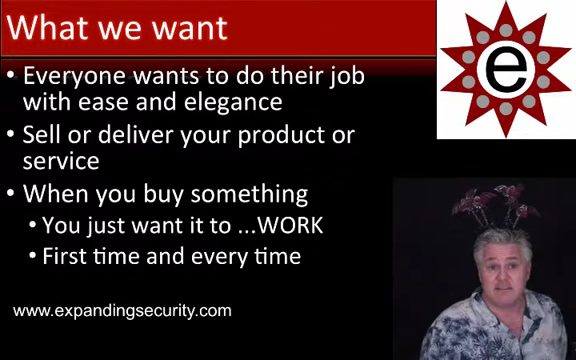 What we want
• Everyone wants to do their job
with ease and elegance
• Sell or deliver your product or
service
• When you buy something
• You just want it to ...WORK
• First time and every time
www.expandingsecurity.com
e